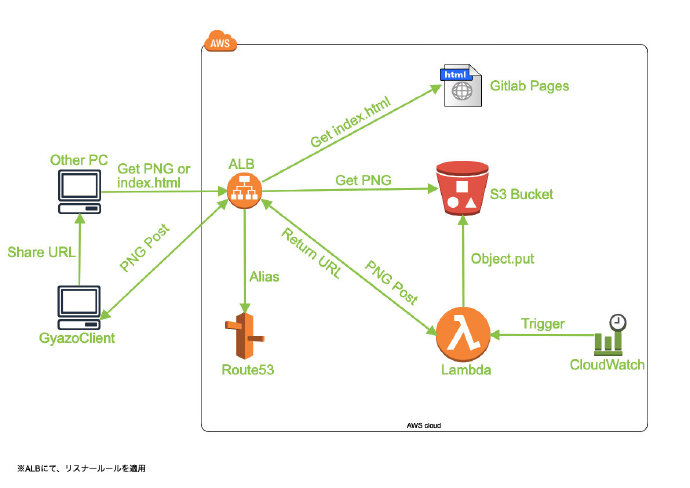 AWS
html
Gitlab Pages
Get index.html
Other PC
Get PNG or
index.html
ALB
Get PNG
S3 Bucket
Share URL
PNG Post
Return URL
PNG Post
Object.put
Alias
GyazoClient
Route53
Lambda
Trigger
CloudWatch
AWS cloud
※ALBにて、リスナールールを適用